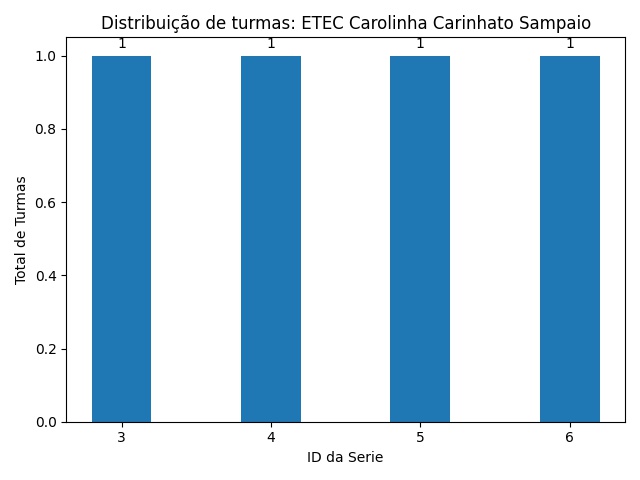 Distribuição de turmas: ETEC Carolinha Carinhato Sampaio
1 1 1 1
1.0
0.8
0.6
0.4
0.2
0.0
Total de Turmas
3 4 5 6
ID da Serie